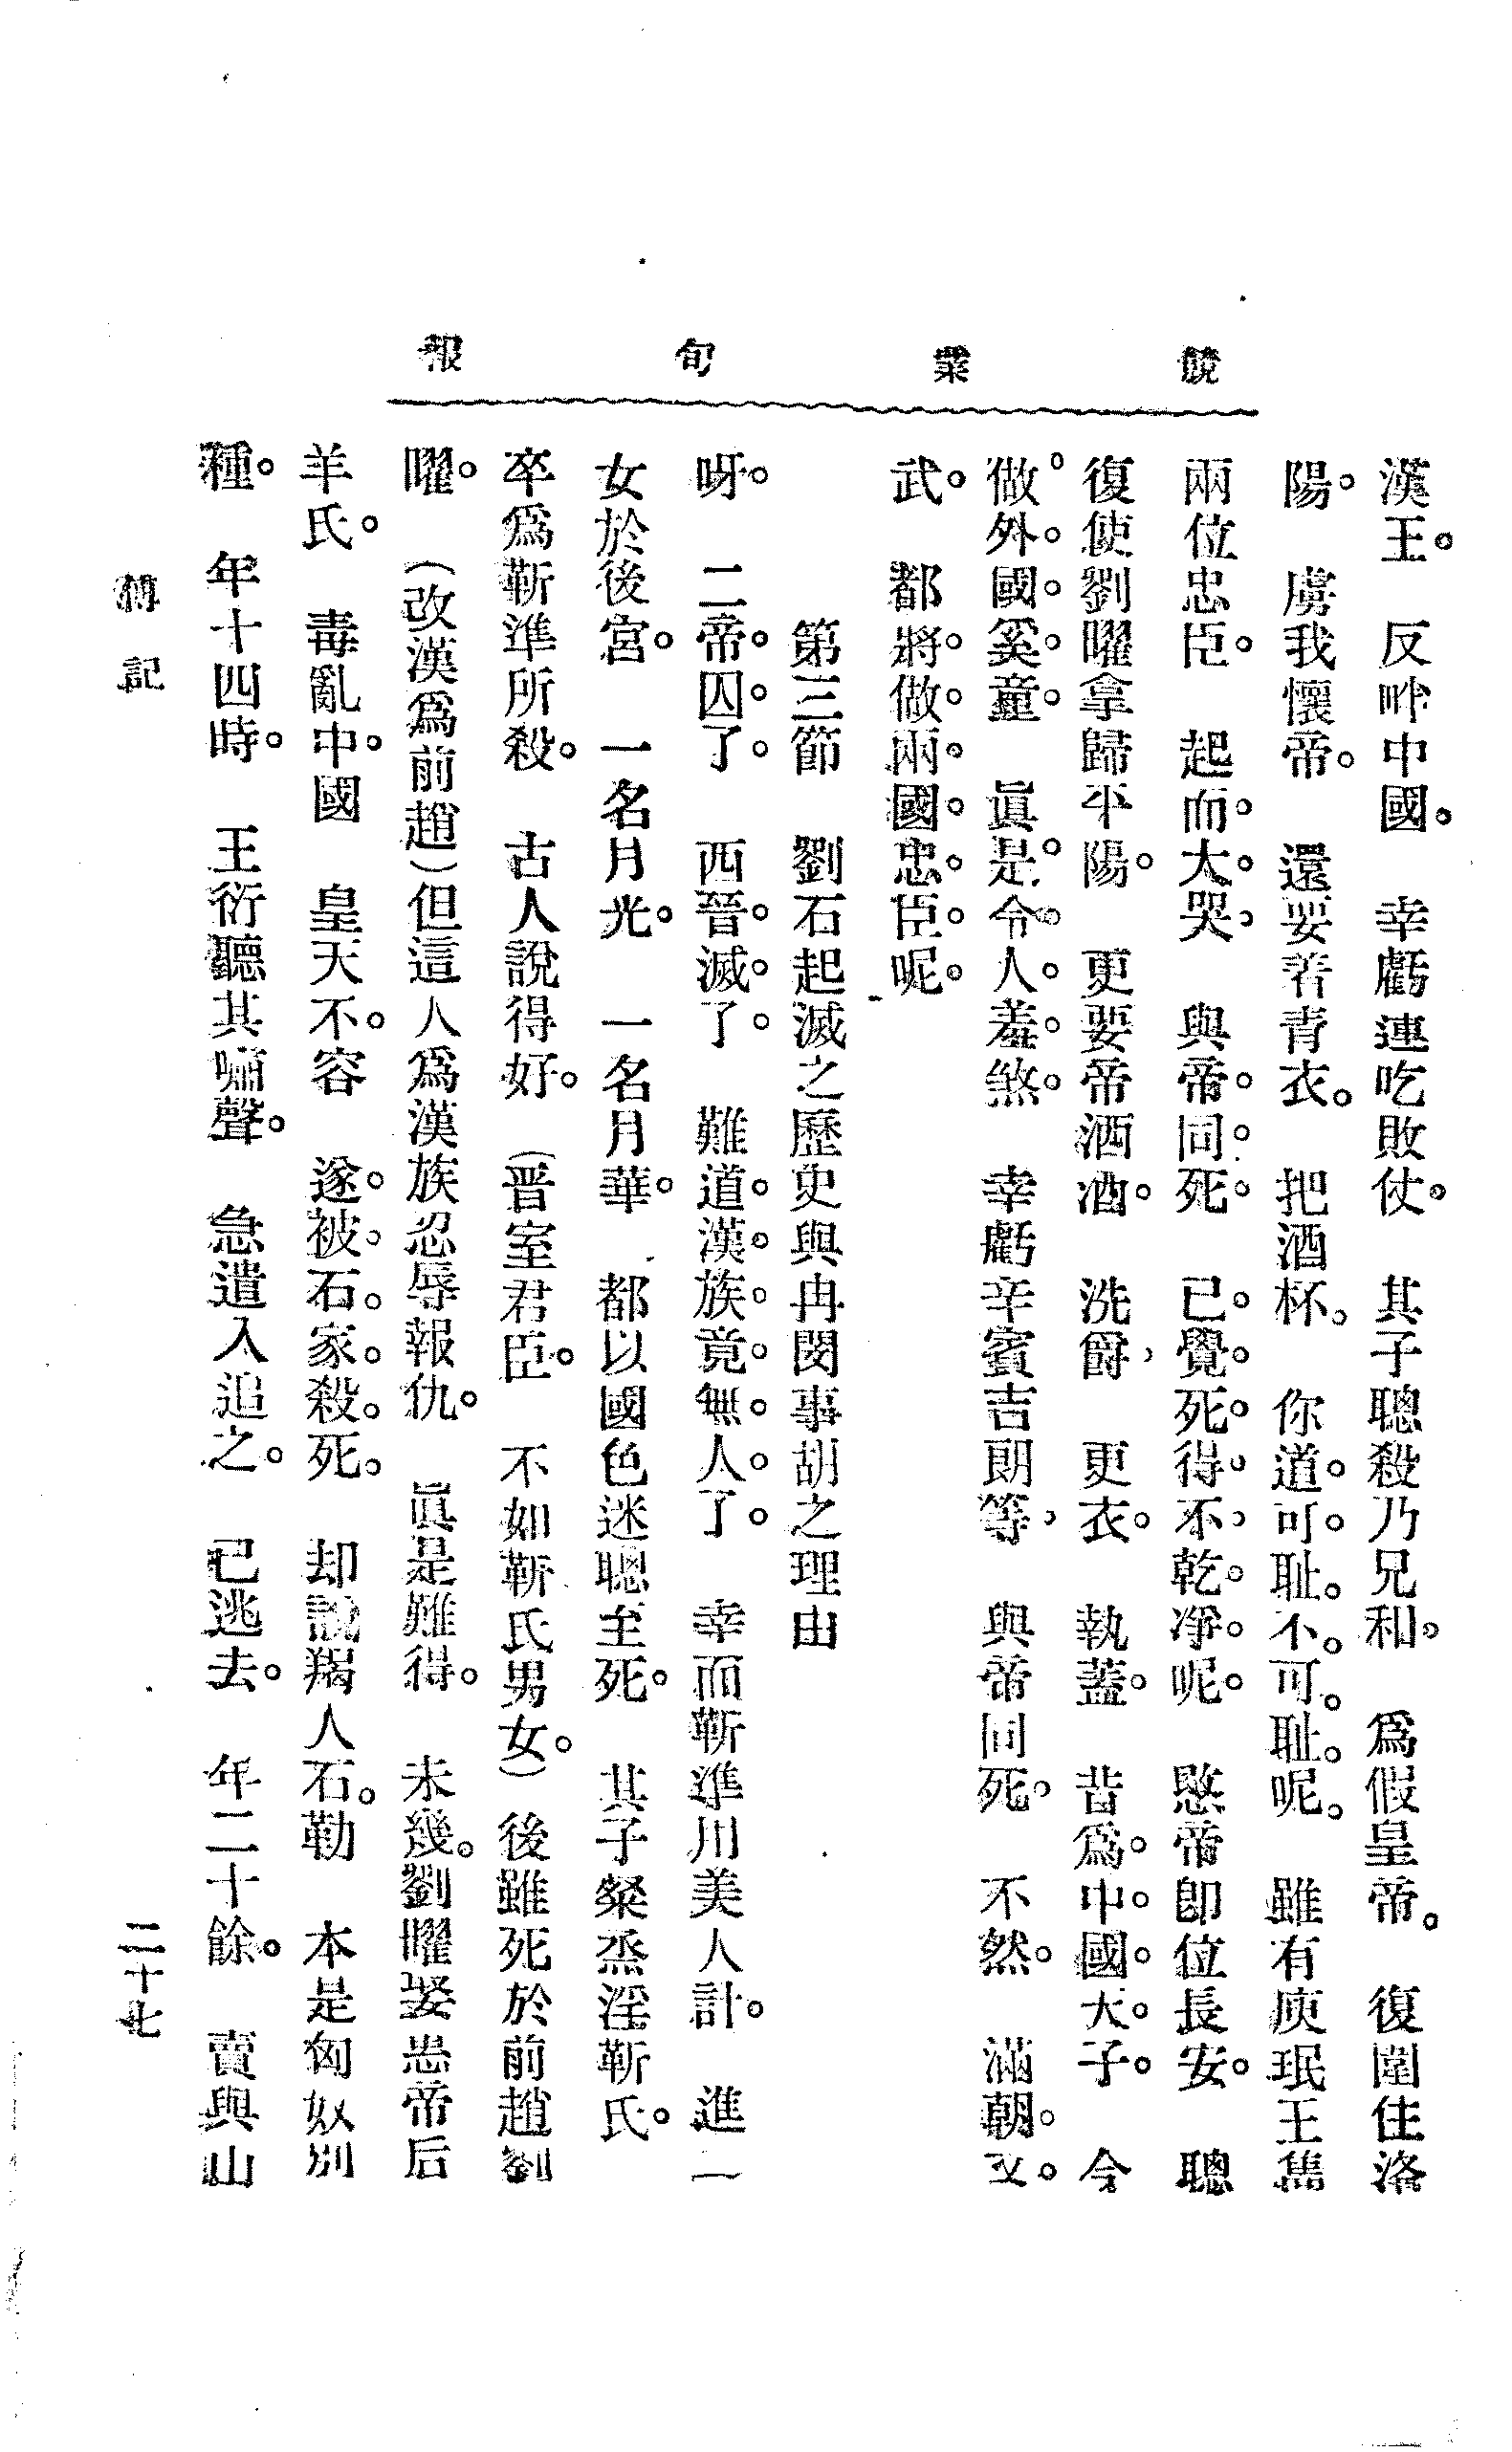 競業旬報
漢王。　反叫中國。　幸虧連吃敗仗。　其子聰殺乃兄和。　爲假皇帝。　復圍住洛
陽。　虜我懷帝。　還要着青衣。　把酒杯。　你道。可。恥。不。可。恥。呢。　雖有庾珉王雋
兩位忠臣。　起而。大。哭、　與帝。同。死。　已。覺。死。得、不、乾。凈。呢。　愍帝卽位長安。　聰
復使劉曜拿歸平陽。　更要帝洒酒。　洗爵、　更衣。　執蓋。　昔爲。中。國。天。子。　今
做。外。國。奚。童。　眞是。令。人。羞。煞。　幸虧辛賓吉朗等、　與帝同死。　不然。　滿朝。文。
武。　都將。做。兩。國。忠。臣。呢。
第三節　劉石起滅之歷史與冉閔事胡之理由
呀。　二帝。囚。了。　西晉。滅。了。　難道。漢。族。竟。無。人。了。　幸而靳準用美人計。　進一
女於後宮。　一名月光。　一名月華。　都以國色迷聰至死。　其子粲烝淫靳氏。
卒爲靳準所殺。　古人說得好。　（晋室君臣。　不如靳氏男女。）後雖死於前趙劉
曜。　（改漢爲前趙）但這人爲漢族忍辱報仇。　眞是難得。　未幾。劉曜娶惠帝后
羊氏。　毒亂中。國　皇天不。容　遂。被、石。家。殺。死。　却說羯人石。勒　本是匈奴別
種。　年十四時。　王衍聽其嘯聲。　急遣入追之。　已逃去。　年二十餘。　賣與山
傳記
二十七